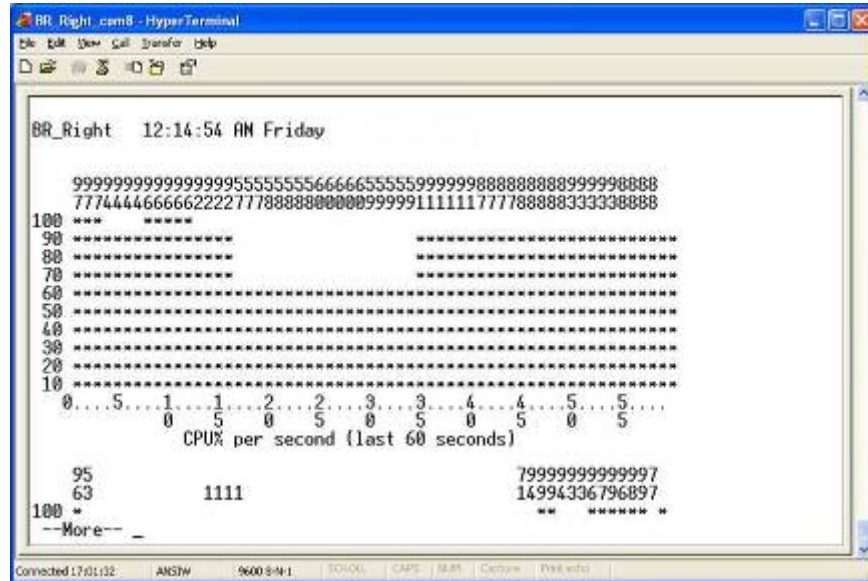 BR_Right_com8 - HyperTerminal
File Edit View Call Transfer Help
BR_Right   12:14:54 AM Friday
    999999999999999955555555566666555559999998888888889999998888
    7774444666662222777888880000099999111111777788888333338888
100 ***    *****
 90 ****************                  **************************
 80 ****************                  **************************
 70 ****************                  **************************
 60 ************************************************************
 50 ************************************************************
 40 ************************************************************
 30 ************************************************************
 20 ************************************************************
 10 ************************************************************
   0....5....1....1....2....2....3....3....4....4....5....5....
             0    5    0    5    0    5    0    5    0    5
               CPU% per second (last 60 seconds)
    95                                          79999999999997
    63           1111                           14994336796897
100 *                                             **   ****** *
 --More-- _
Connected 17:01:32 ANSIW 9600 8-N-1 SCROLL CAPS NUM Capture Print echo